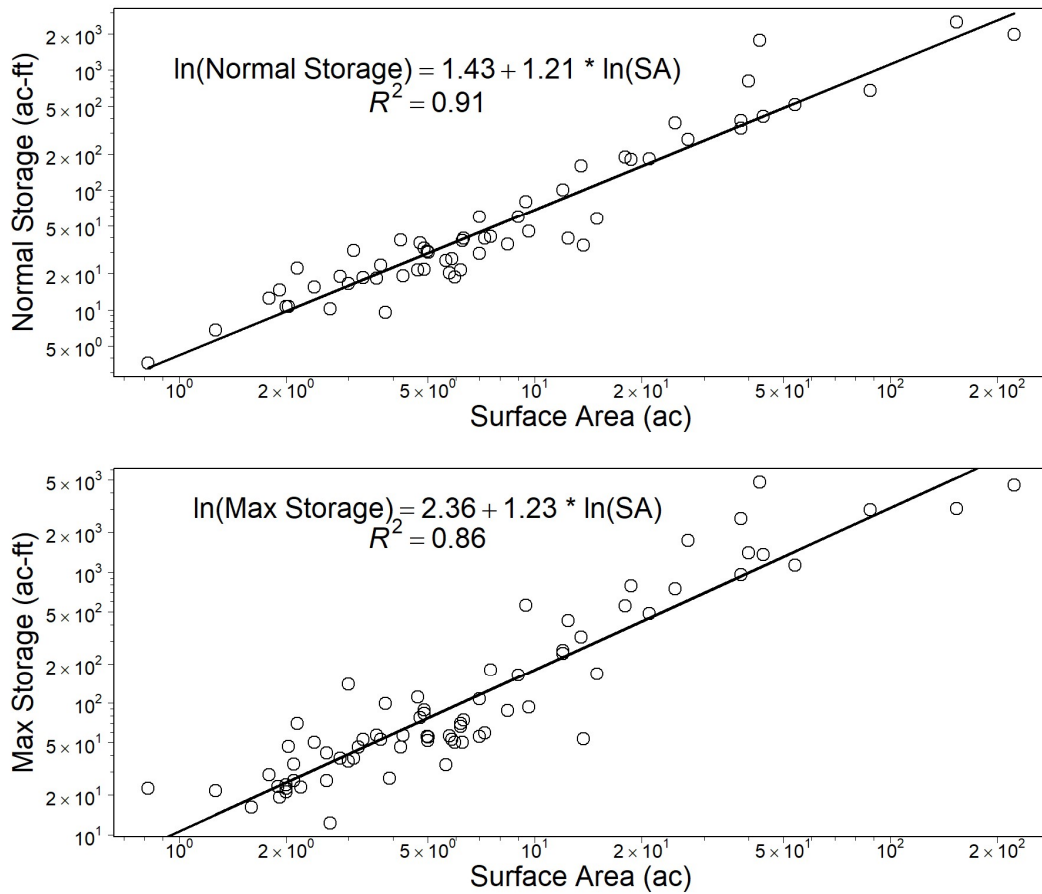 ln(Normal Storage) = 1.43 + 1.21 * ln(SA)
R² = 0.91
Normal Storage (ac-ft)
2 × 10³
10³
5 × 10²
2 × 10²
10²
5 × 10¹
2 × 10¹
10¹
5 × 10⁰
10⁰
2 × 10⁰
5 × 10⁰
10¹
2 × 10¹
5 × 10¹
10²
2 × 10²
Surface Area (ac)
ln(Max Storage) = 2.36 + 1.23 * ln(SA)
R² = 0.86
Max Storage (ac-ft)
5 × 10³
2 × 10³
10³
5 × 10²
2 × 10²
10²
5 × 10¹
2 × 10¹
10¹
10⁰
2 × 10⁰
5 × 10⁰
10¹
2 × 10¹
5 × 10¹
10²
2 × 10²
Surface Area (ac)